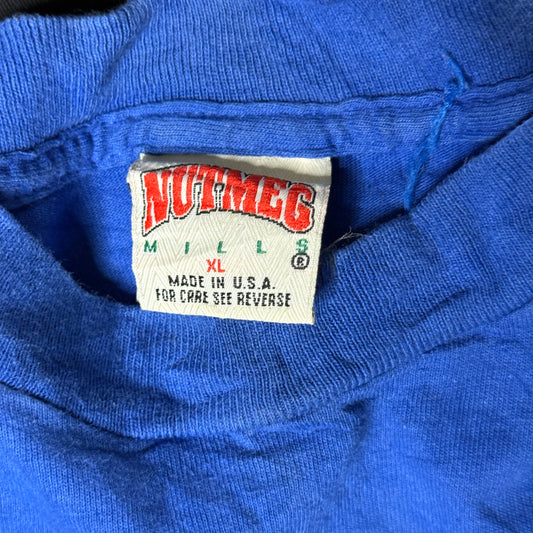 NUTMEG
MILLS
XL ®
MADE IN U.S.A.
FOR CARE SEE REVERSE